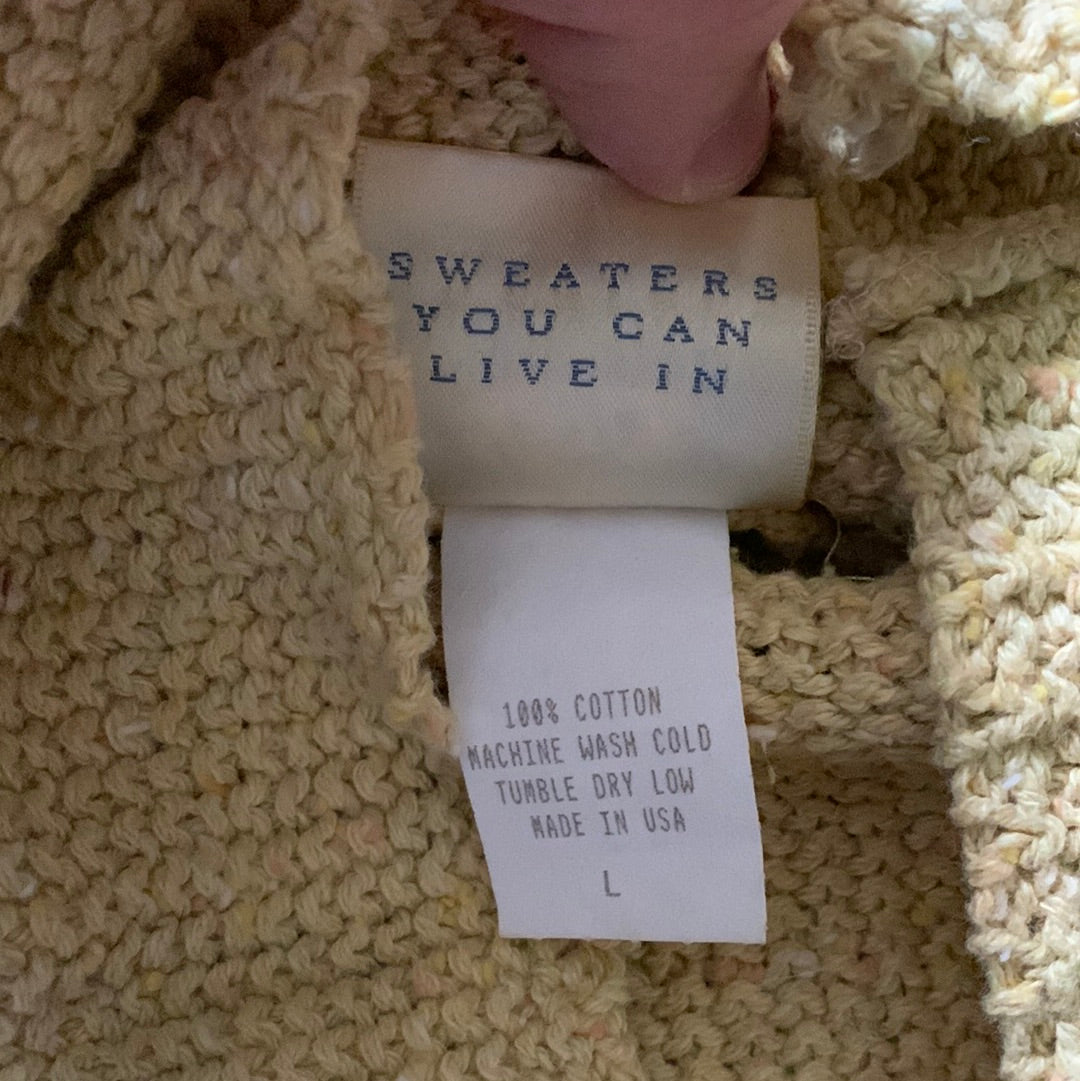 SWEATERS
YOU CAN
LIVE IN
100% COTTON
MACHINE WASH COLD
TUMBLE DRY LOW
MADE IN USA
L